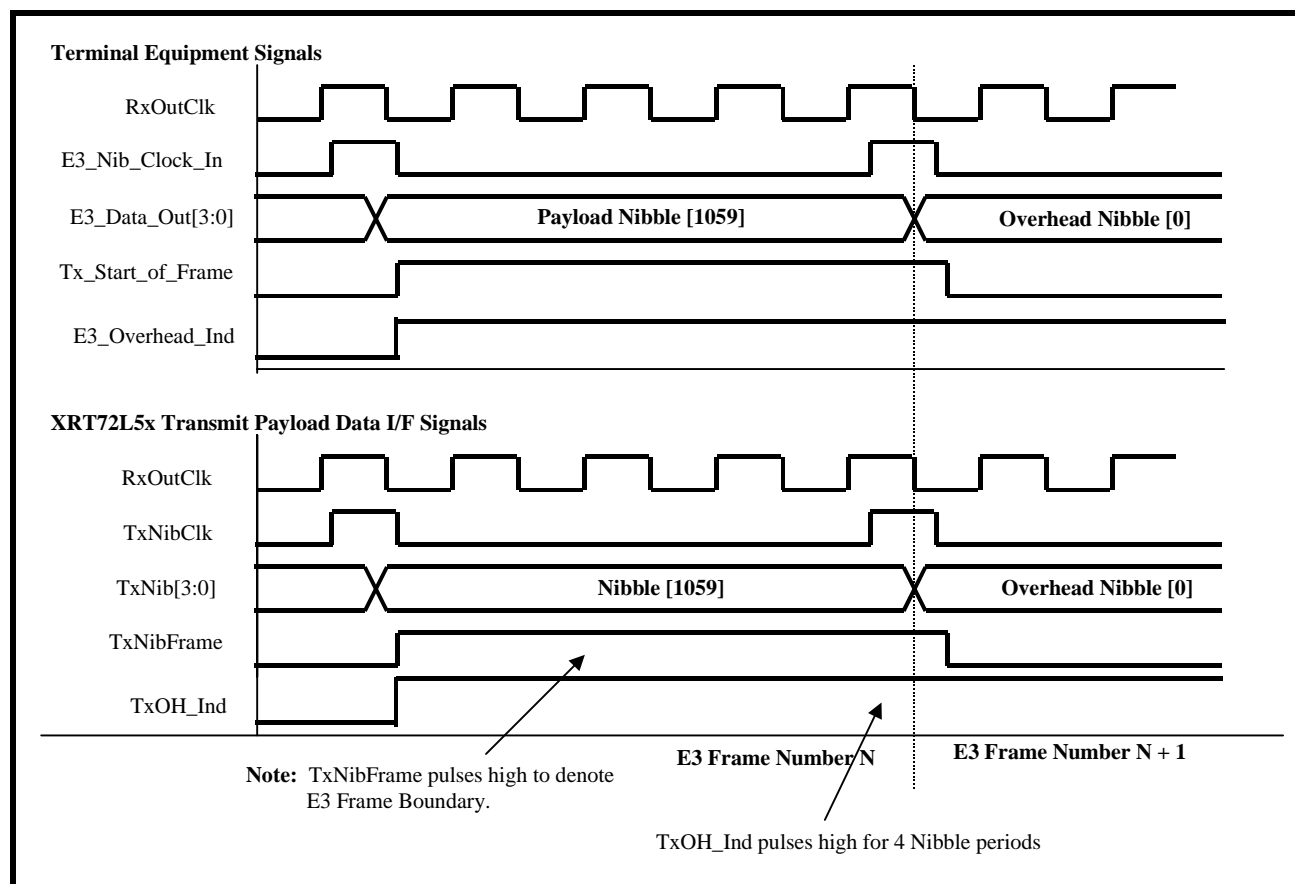 Terminal Equipment Signals
RxOutClk
E3_Nib_Clock_In
E3_Data_Out[3:0]
Payload Nibble [1059]
Overhead Nibble [0]
Tx_Start_of_Frame
E3_Overhead_Ind
XRT72L5x Transmit Payload Data I/F Signals
RxOutClk
TxNibClk
TxNib[3:0]
Nibble [1059]
Overhead Nibble [0]
TxNibFrame
TxOH_Ind
E3 Frame Number N
E3 Frame Number N + 1
Note: TxNibFrame pulses high to denote
E3 Frame Boundary.
TxOH_Ind pulses high for 4 Nibble periods